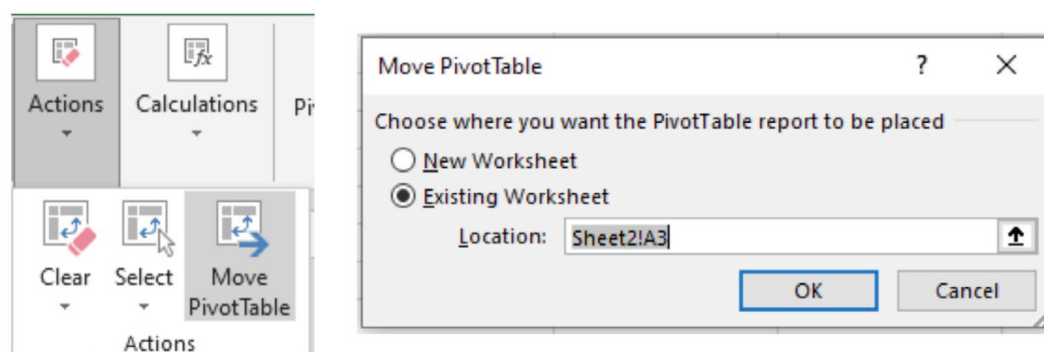 Actions
Calculations
Clear
Select
Move
PivotTable
Actions
Move PivotTable
?
Choose where you want the PivotTable report to be placed
New Worksheet
Existing Worksheet
Location:
Sheet2!A3
OK
Cancel